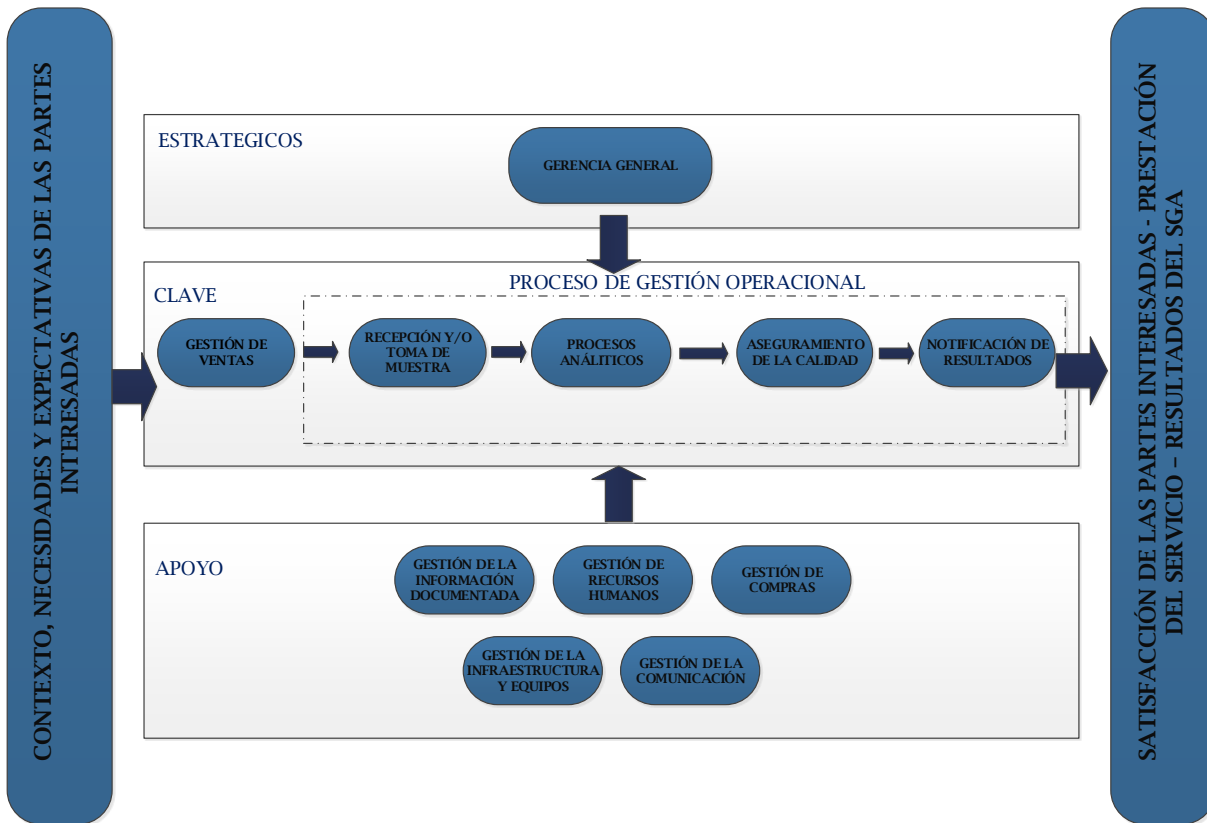 CONTEXTO, NECESIDADES Y EXPECTATIVAS DE LAS PARTES
INTERESADAS
ESTRATEGICOS
GERENCIA GENERAL
PROCESO DE GESTIÓN OPERACIONAL
CLAVE
GESTIÓN DE
VENTAS
RECEPCIÓN Y/O
TOMA DE
MUESTRA
PROCESOS
ANÁLITICOS
ASEGURAMIENTO
DE LA CALIDAD
NOTIFICACIÓN DE
RESULTADOS
APOYO
GESTIÓN DE LA
INFORMACIÓN
DOCUMENTADA
GESTIÓN DE
RECURSOS
HUMANOS
GESTIÓN DE
COMPRAS
GESTIÓN DE LA
INFRAESTRUCTURA
Y EQUIPOS
GESTIÓN DE LA
COMUNICACIÓN
SATISFACCIÓN DE LAS PARTES INTERESADAS - PRESTACIÓN
DEL SERVICIO – RESULTADOS DEL SGA